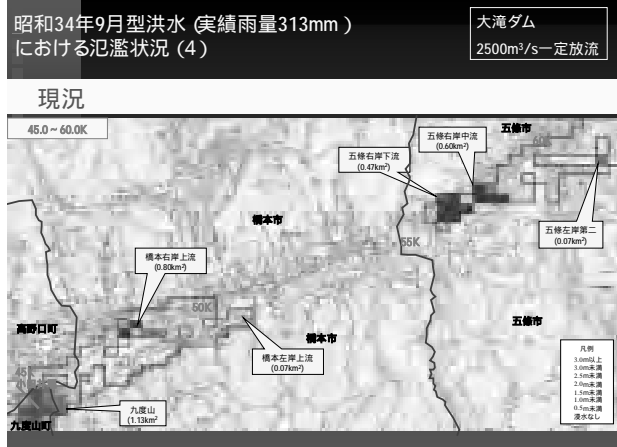 昭和34年9月型洪水(実績雨量313mm)
における氾濫状況(4)
大滝ダム
2500m³/s一定放流
現況
45.0~60.0K
五條市
五條右岸中流
(0.60km²)
60K
五條右岸下流
(0.47km²)
五條左岸第二
(0.07km²)
橋本市
55K
橋本右岸上流
(0.80km²)
50K
高野口町
橋本市
五條市
橋本左岸上流
(0.07km²)
45
九度山
(1.13km²
九度山町
凡例
3.0m以上
3.0m未満
2.5m未満
2.0m未満
1.5m未満
1.0m未満
0.5m未満
浸水なし